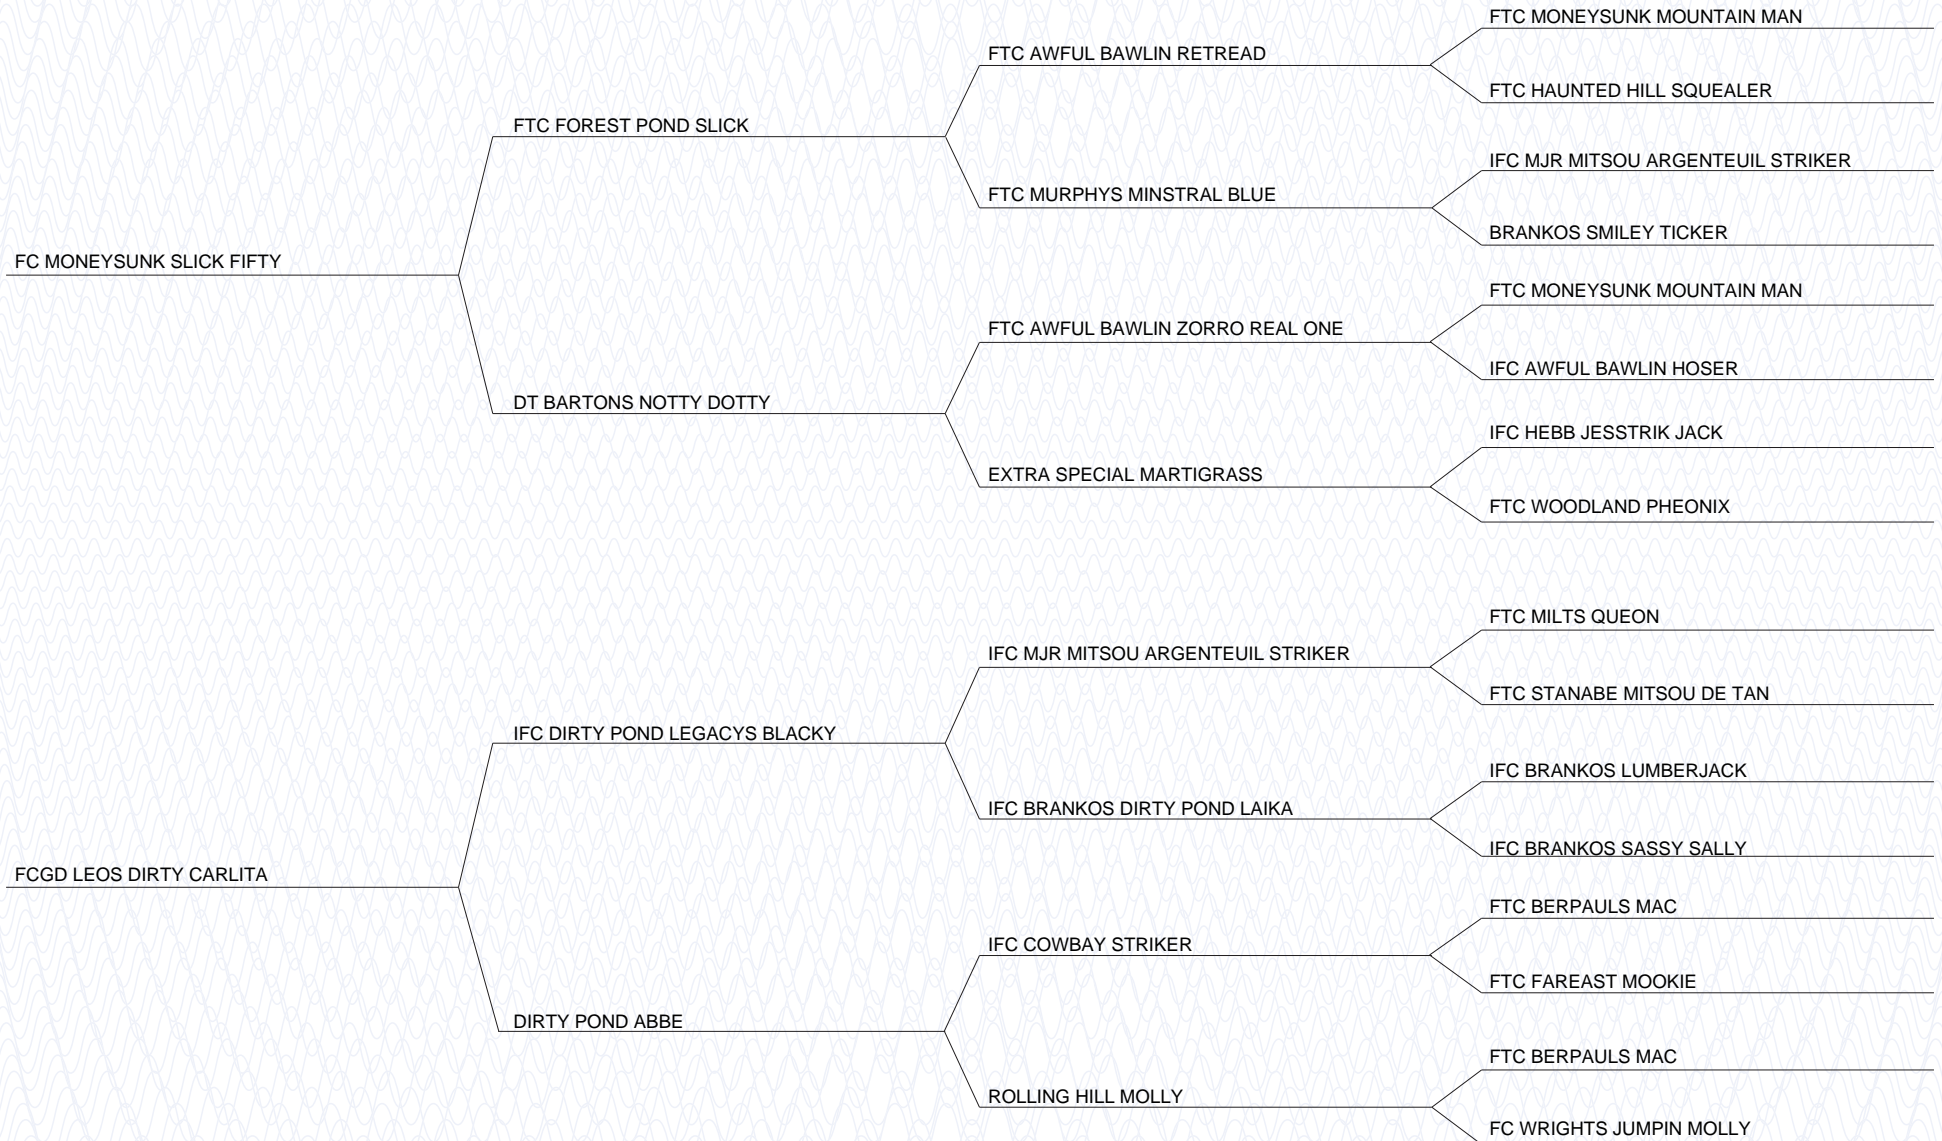 FTC MONEYSUNK MOUNTAIN MAN
FTC AWFUL BAWLIN RETREAD
FTC HAUNTED HILL SQUEALER
FTC FOREST POND SLICK
IFC MJR MITSOU ARGENTEUIL STRIKER
FTC MURPHYS MINSTRAL BLUE
BRANKOS SMILEY TICKER
FC MONEYSUNK SLICK FIFTY
FTC MONEYSUNK MOUNTAIN MAN
FTC AWFUL BAWLIN ZORRO REAL ONE
IFC AWFUL BAWLIN HOSER
DT BARTONS NOTTY DOTTY
IFC HEBB JESSTRIK JACK
EXTRA SPECIAL MARTIGRASS
FTC WOODLAND PHEONIX
FTC MILTS QUEON
IFC MJR MITSOU ARGENTEUIL STRIKER
FTC STANABE MITSOU DE TAN
IFC DIRTY POND LEGACYS BLACKY
IFC BRANKOS LUMBERJACK
IFC BRANKOS DIRTY POND LAIKA
IFC BRANKOS SASSY SALLY
FCGD LEOS DIRTY CARLITA
FTC BERPAULS MAC
IFC COWBAY STRIKER
FTC FAREAST MOOKIE
DIRTY POND ABBE
FTC BERPAULS MAC
ROLLING HILL MOLLY
FC WRIGHTS JUMPIN MOLLY